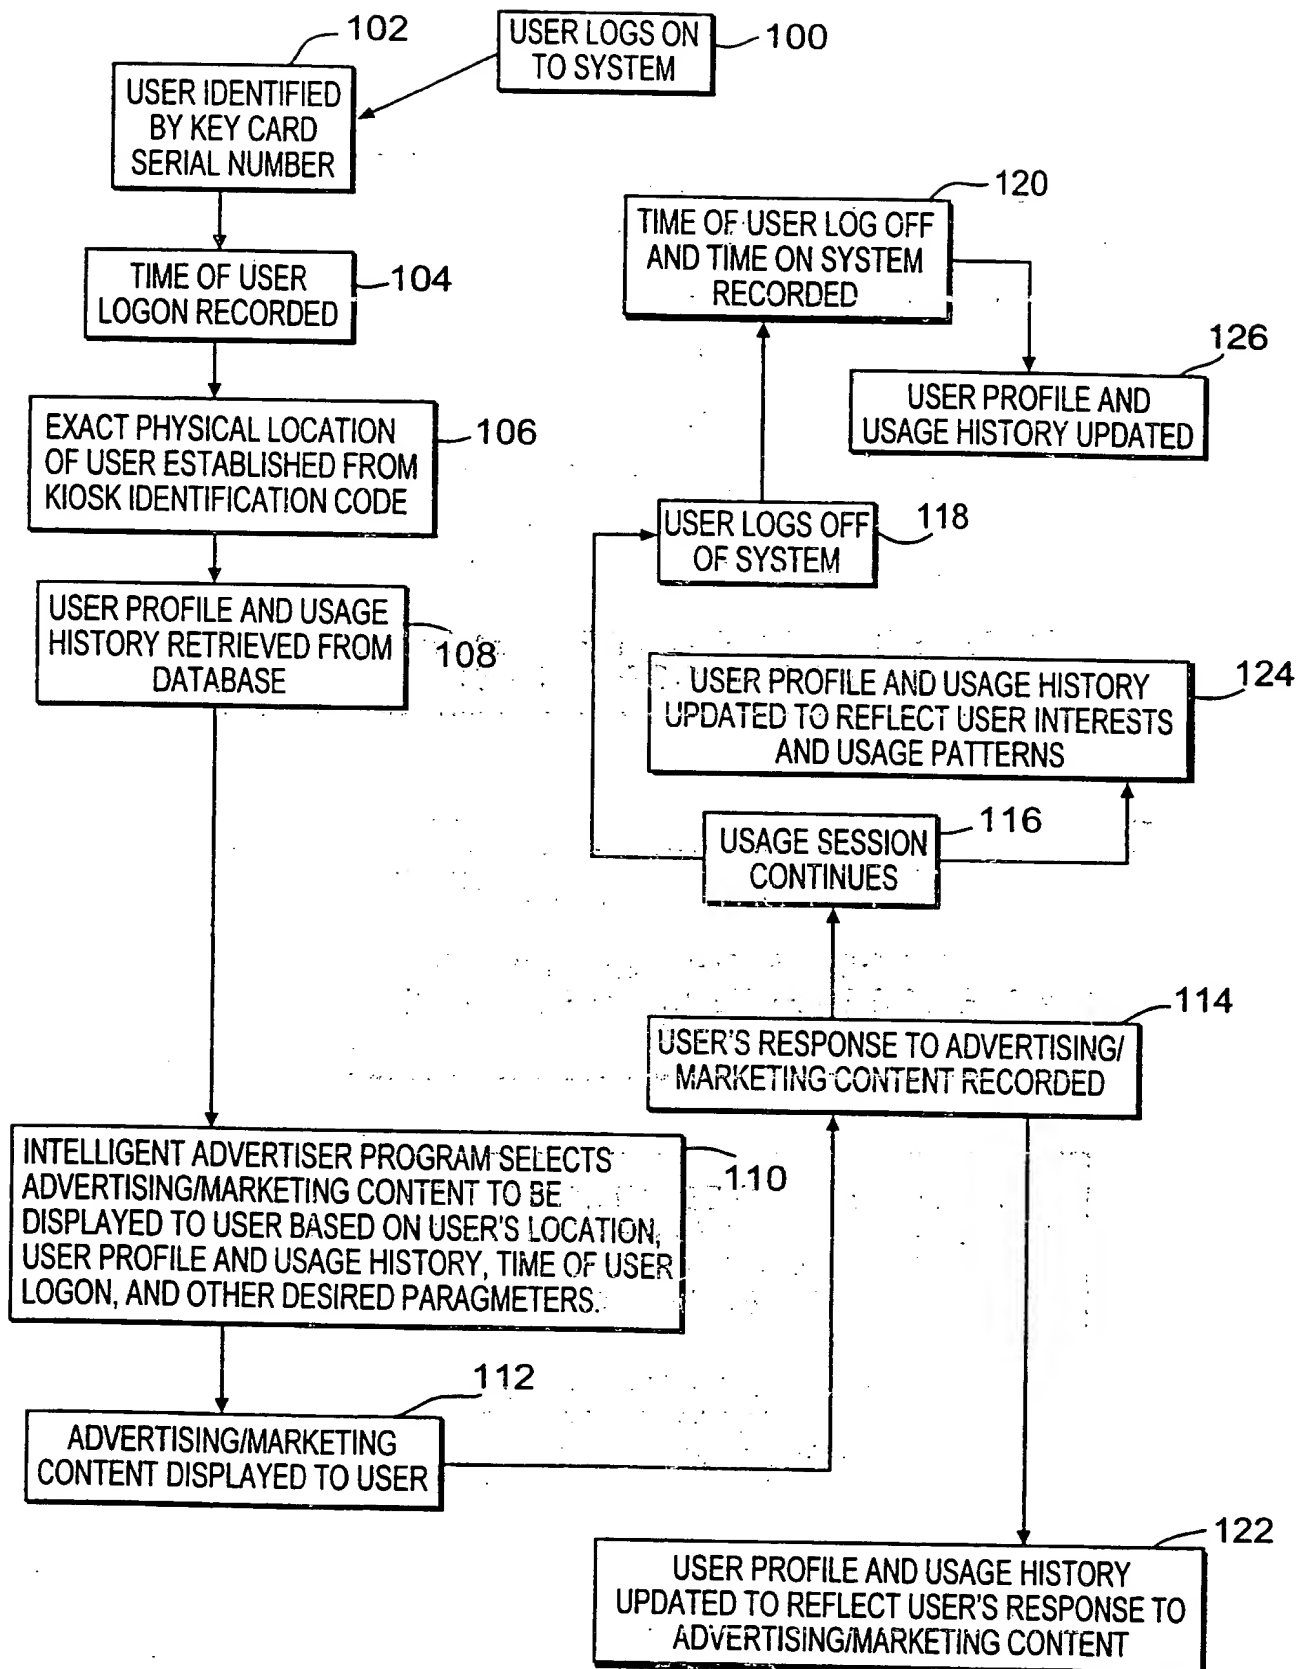 102
USER LOGS ON
TO SYSTEM
100
USER IDENTIFIED
BY KEY CARD
SERIAL NUMBER
TIME OF USER
LOGON RECORDED
104
EXACT PHYSICAL LOCATION
OF USER ESTABLISHED FROM
KIOSK IDENTIFICATION CODE
106
USER PROFILE AND USAGE
HISTORY RETRIEVED FROM
DATABASE
108
INTELLIGENT ADVERTISER PROGRAM SELECTS
ADVERTISING/MARKETING CONTENT TO BE
DISPLAYED TO USER BASED ON USER'S LOCATION,
USER PROFILE AND USAGE HISTORY, TIME OF USER
LOGON, AND OTHER DESIRED PARAGMETERS.
110
112
ADVERTISING/MARKETING
CONTENT DISPLAYED TO USER
114
USER'S RESPONSE TO ADVERTISING/
MARKETING CONTENT RECORDED
116
USAGE SESSION
CONTINUES
118
USER LOGS OFF
OF SYSTEM
120
TIME OF USER LOG OFF
AND TIME ON SYSTEM
RECORDED
126
USER PROFILE AND
USAGE HISTORY UPDATED
124
USER PROFILE AND USAGE HISTORY
UPDATED TO REFLECT USER INTERESTS
AND USAGE PATTERNS
122
USER PROFILE AND USAGE HISTORY
UPDATED TO REFLECT USER'S RESPONSE TO
ADVERTISING/MARKETING CONTENT